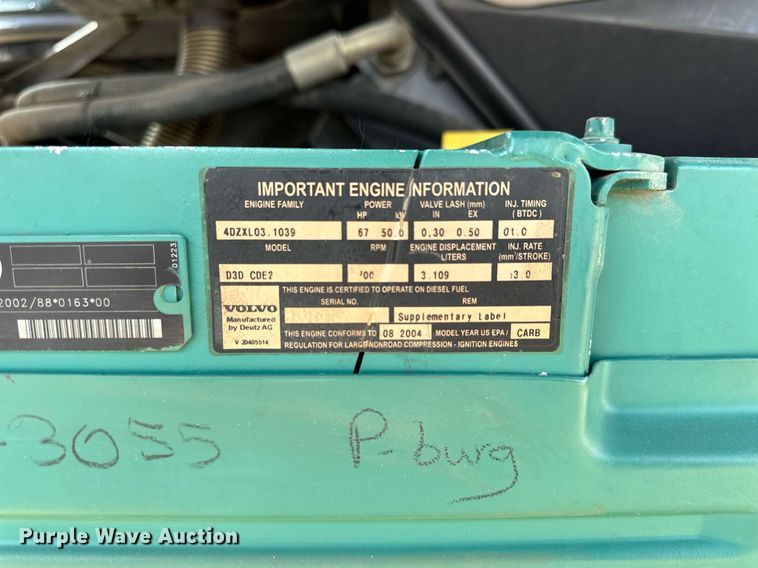 IMPORTANT ENGINE INFORMATION
ENIGINE FAMILY POWER VALVE LASH (mm) INJ. TIMING
HP kW IN EX (BTDC)
4DZXL03.1039 67 50.0 0,30 0.50 01.0
MODEL RPM ENGINE DISPLACEMENT INJ. RATE
LITERS (mm³/STROKE)
D3D CDE2 3.109
THIS ENGINE IS CERTIFIED TO OPERATE ON DIESEL FUEL
SERIAL NO. REM
VOLVO
Supplementary Label
Manufactured
by Deutz AG
THIS ENGINE CONFORMS TO 08 2004 MODEL YEAR US EPA/ CARB
V-20405514 REGULATION FOR LARGE NONROAD COMPRESSION - IGNITION ENGINES
01223
2002/88*0163*00
-3055 P-burg
Purple Wave Auction